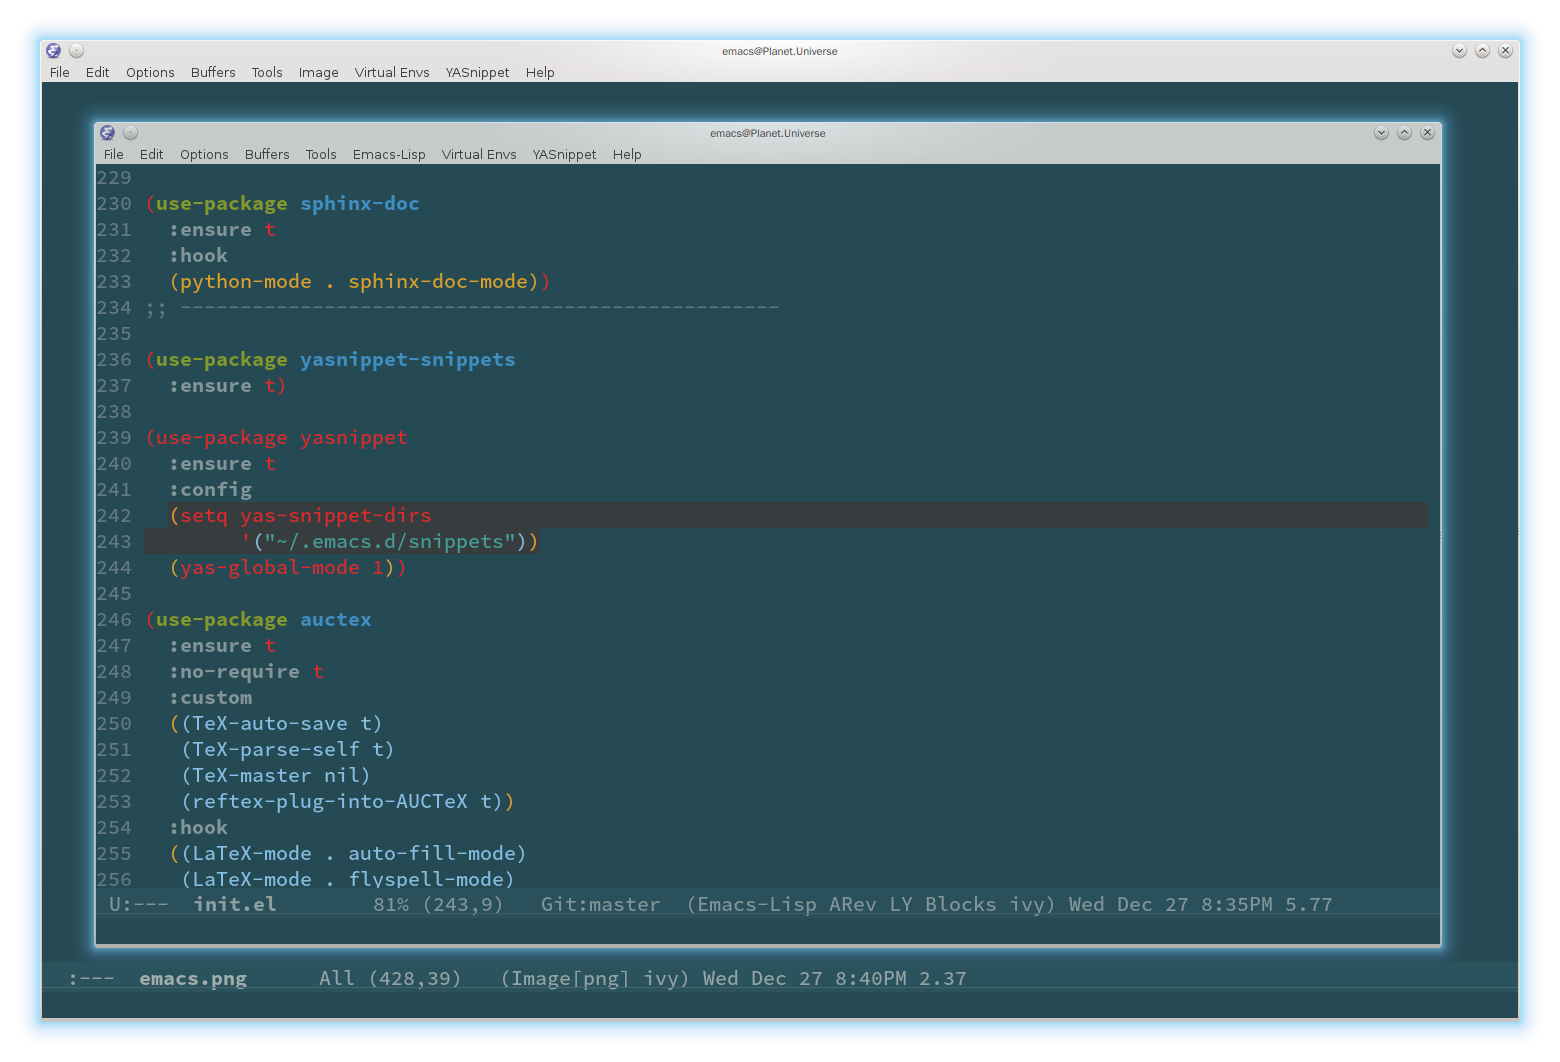 emacs@Planet.Universe
File Edit Options Buffers Tools Image Virtual Envs YASnippet Help
emacs@Planet.Universe
File Edit Options Buffers Tools Emacs-Lisp Virtual Envs YASnippet Help
229
230 (use-package sphinx-doc
231   :ensure t
232   :hook
233   (python-mode . sphinx-doc-mode))
234 ;; --------------------------------------------------
235
236 (use-package yasnippet-snippets
237   :ensure t)
238
239 (use-package yasnippet
240   :ensure t
241   :config
242   (setq yas-snippet-dirs
243         '("~/.emacs.d/snippets"))
244   (yas-global-mode 1))
245
246 (use-package auctex
247   :ensure t
248   :no-require t
249   :custom
250   ((TeX-auto-save t)
251    (TeX-parse-self t)
252    (TeX-master nil)
253    (reftex-plug-into-AUCTeX t))
254   :hook
255   ((LaTeX-mode . auto-fill-mode)
256    (LaTeX-mode . flyspell-mode)
U:---  init.el        81% (243,9)   Git:master  (Emacs-Lisp ARev LY Blocks ivy) Wed Dec 27 8:35PM 5.77
:---  emacs.png      All (428,39)   (Image[png] ivy) Wed Dec 27 8:40PM 2.37